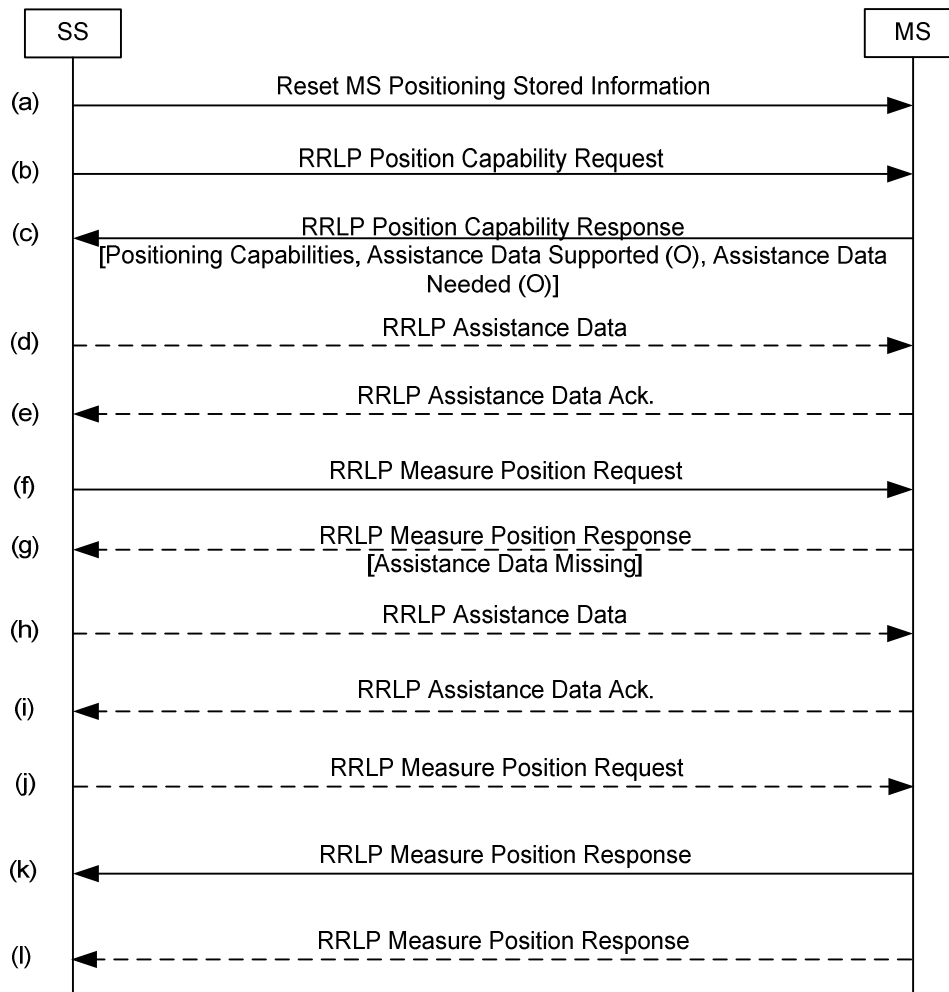 SS
MS
(a)
Reset MS Positioning Stored Information
(b)
RRLP Position Capability Request
(c)
RRLP Position Capability Response
[Positioning Capabilities, Assistance Data Supported (O), Assistance Data
Needed (O)]
(d)
RRLP Assistance Data
(e)
RRLP Assistance Data Ack.
(f)
RRLP Measure Position Request
(g)
RRLP Measure Position Response
[Assistance Data Missing]
(h)
RRLP Assistance Data
(i)
RRLP Assistance Data Ack.
(j)
RRLP Measure Position Request
(k)
RRLP Measure Position Response
(l)
RRLP Measure Position Response